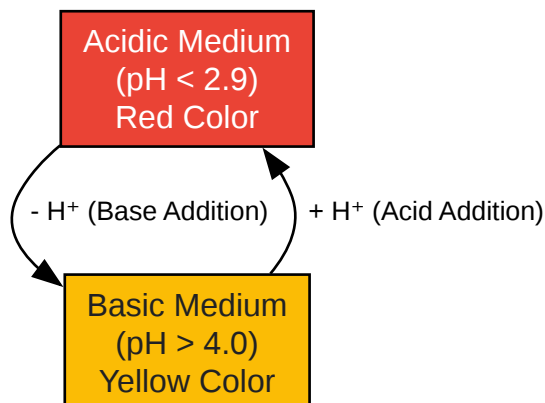 Acidic Medium
(pH < 2.9)
Red Color
- H⁺ (Base Addition)
+ H⁺ (Acid Addition)
Basic Medium
(pH > 4.0)
Yellow Color